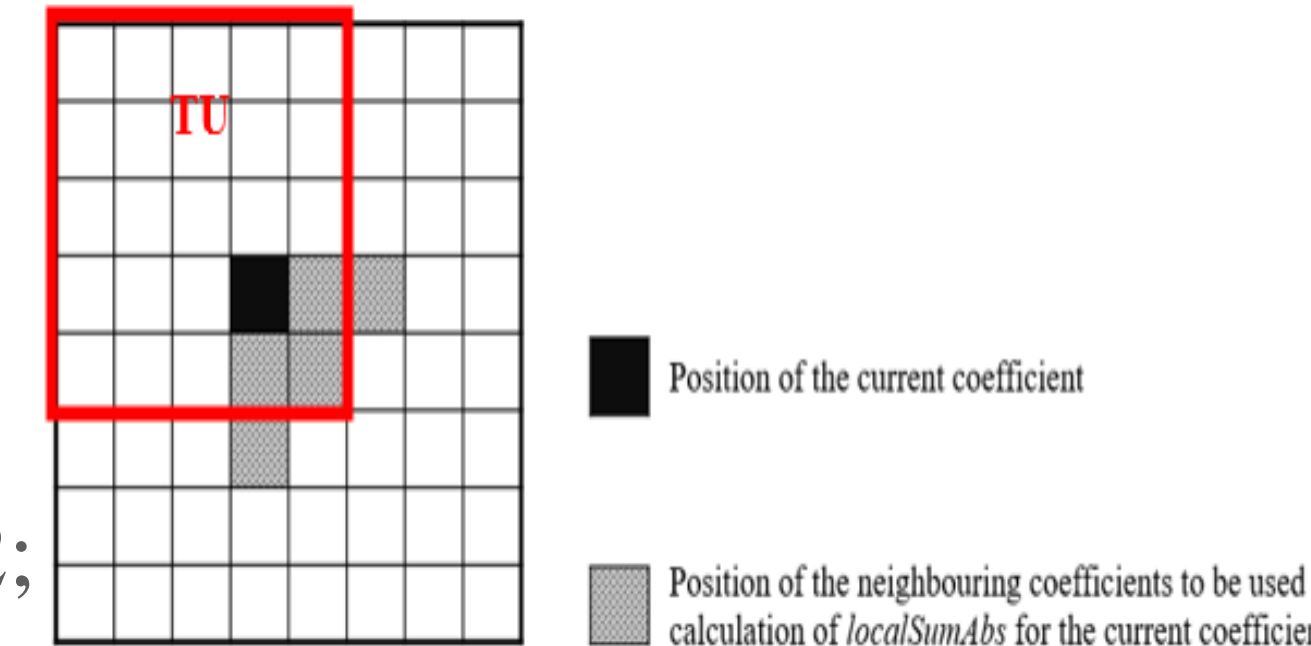 TU
Position of the current coefficient
;
Position of the neighbouring coefficients to be used
calculation of localSumAbs for the current